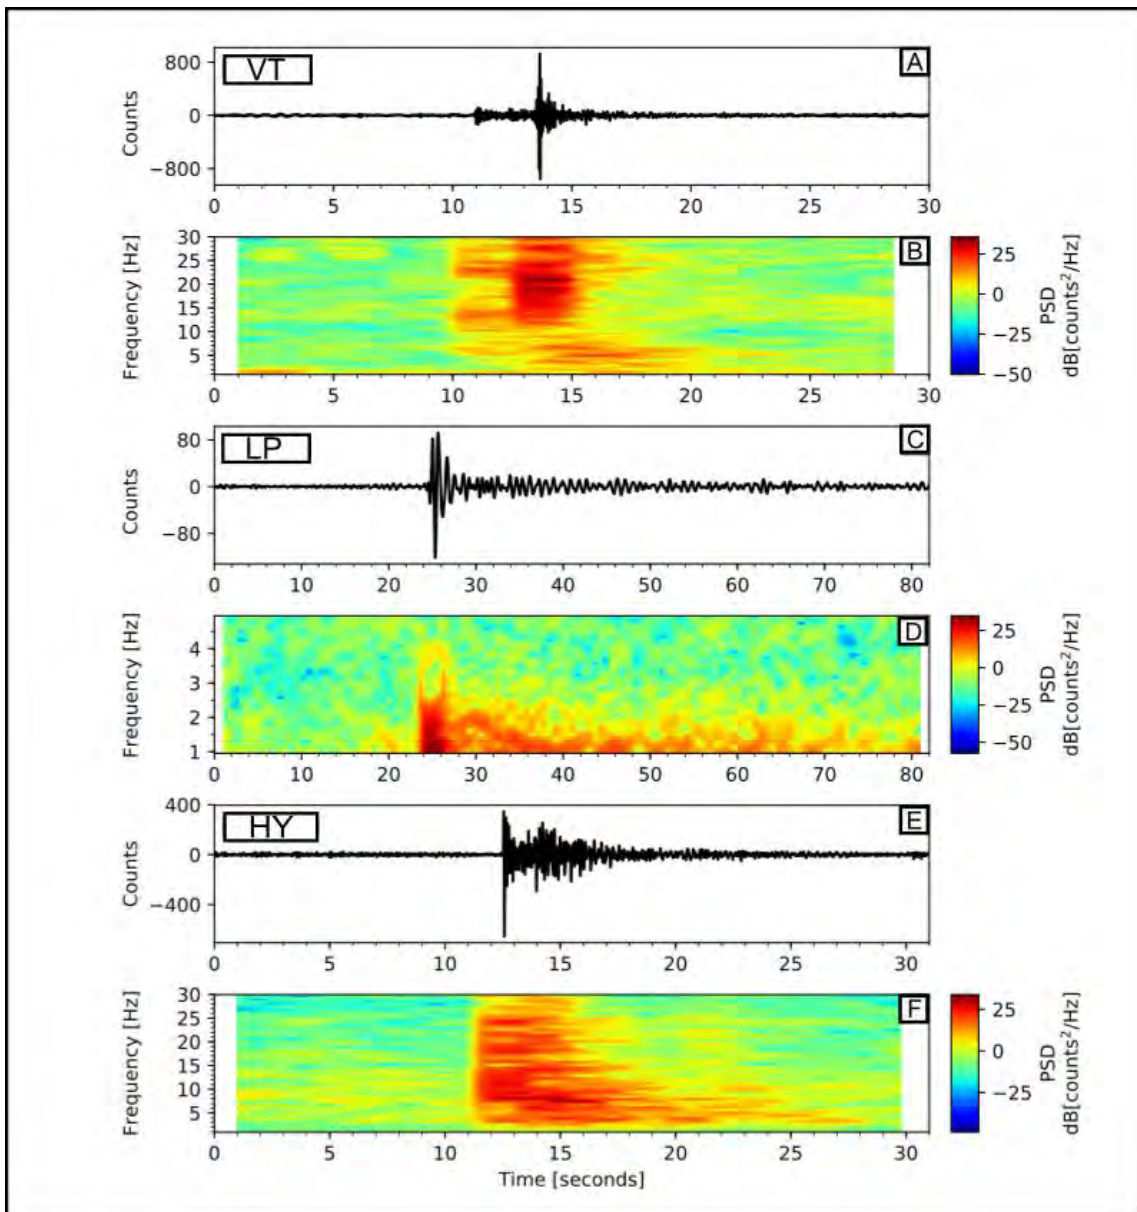 VT
A
Counts
800
0
−800
0 5 10 15 20 25 30
B
Frequency [Hz]
30
25
20
15
10
5
0 5 10 15 20 25 30
25
0
−25
−50
PSD
dB[counts²/Hz]
LP
C
Counts
80
0
−80
0 10 20 30 40 50 60 70 80
D
Frequency [Hz]
4
3
2
1
0 10 20 30 40 50 60 70 80
25
0
−25
−50
PSD
dB[counts²/Hz]
HY
E
Counts
400
0
−400
0 5 10 15 20 25 30
F
Frequency [Hz]
30
25
20
15
10
5
0 5 10 15 20 25 30
Time [seconds]
25
0
−25
PSD
dB[counts²/Hz]